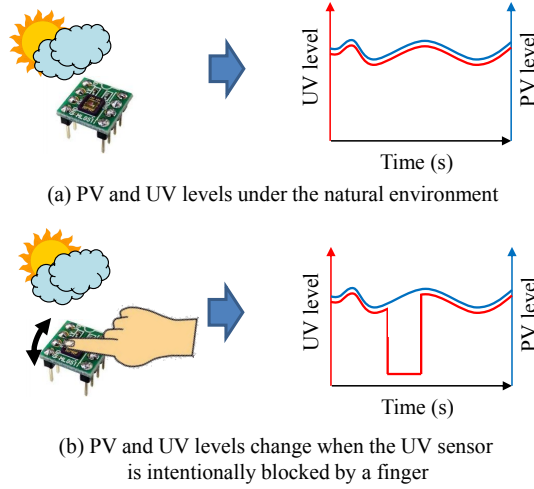 UV level
PV level
Time (s)
(a) PV and UV levels under the natural environment
UV level
PV level
Time (s)
(b) PV and UV levels change when the UV sensor
is intentionally blocked by a finger